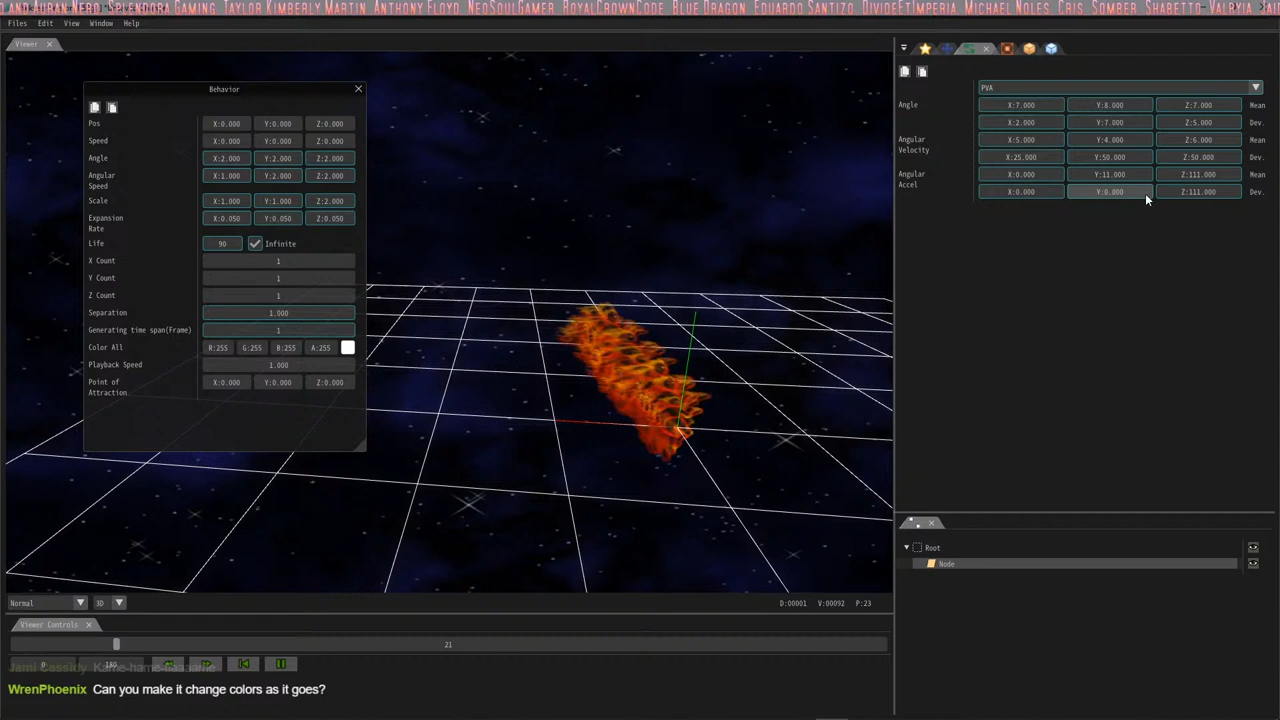 AND GAMING TAYLOR KIMBERLY MARTIN ANTHONY FLOYD NEOSOULGAMER ROYALCROWNCODE BLUE DRAGON EDUARDO SANTIZO DIVIDEETIMPERIA MICHAEL NOLES CRIS SOMBER SHABETTO VALRYIA
Files Edit View Window Help
Viewer
Behavior
Pos X:0.000 Y:0.000 Z:0.000
Speed X:0.000 Y:0.000 Z:0.000
Angle X:2.000 Y:2.000 Z:2.000
Angular Speed X:1.000 Y:2.000 Z:2.000
Scale X:1.000 Y:1.000 Z:2.000
Expansion Rate X:0.050 Y:0.050 Z:0.050
Life 90 Infinite
X Count 1
Y Count 1
Z Count 1
Separation 1.000
Generating time span(Frame) 1
Color All R:255 G:255 B:255 A:255
Playback Speed 1.000
Point of Attraction X:0.000 Y:0.000 Z:0.000
PVA
Angle X:7.000 Y:8.000 Z:7.000 Mean
X:2.000 Y:7.000 Z:5.000 Dev.
Angular Velocity X:5.000 Y:4.000 Z:6.000 Mean
X:25.000 Y:50.000 Z:50.000 Dev.
Angular Accel X:0.000 Y:11.000 Z:111.000 Mean
X:0.000 Y:0.000 Z:111.000 Dev.
Root
Node
Normal 3D D:00001 V:00092 P:23
Viewer Controls
21
0 180
Jami Cassidy Kame-hame-haaaaame
WrenPhoenix Can you make it change colors as it goes?